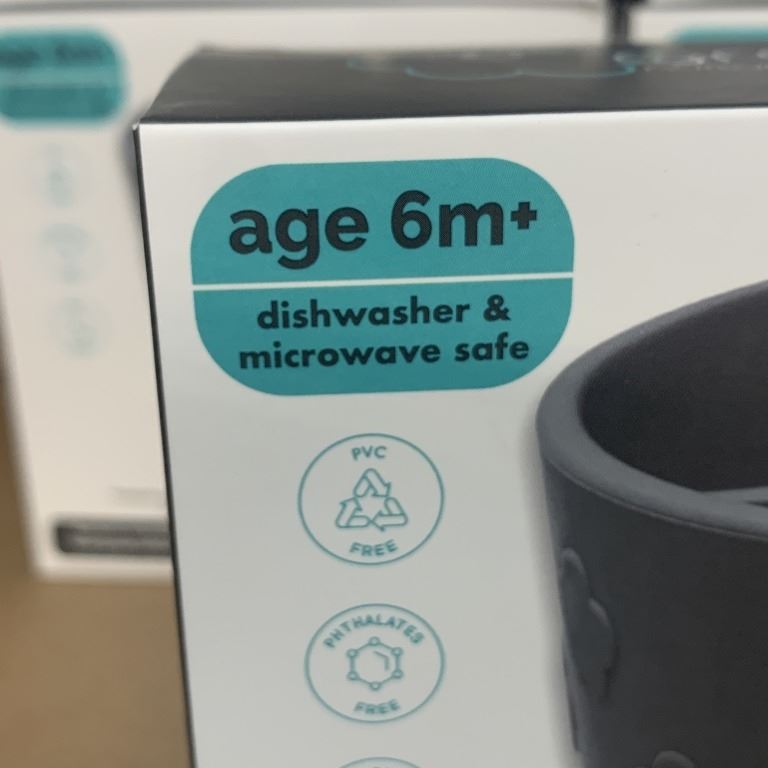 age 6m+
dishwasher &
microwave safe
PVC
FREE
PHTHALATES
FREE